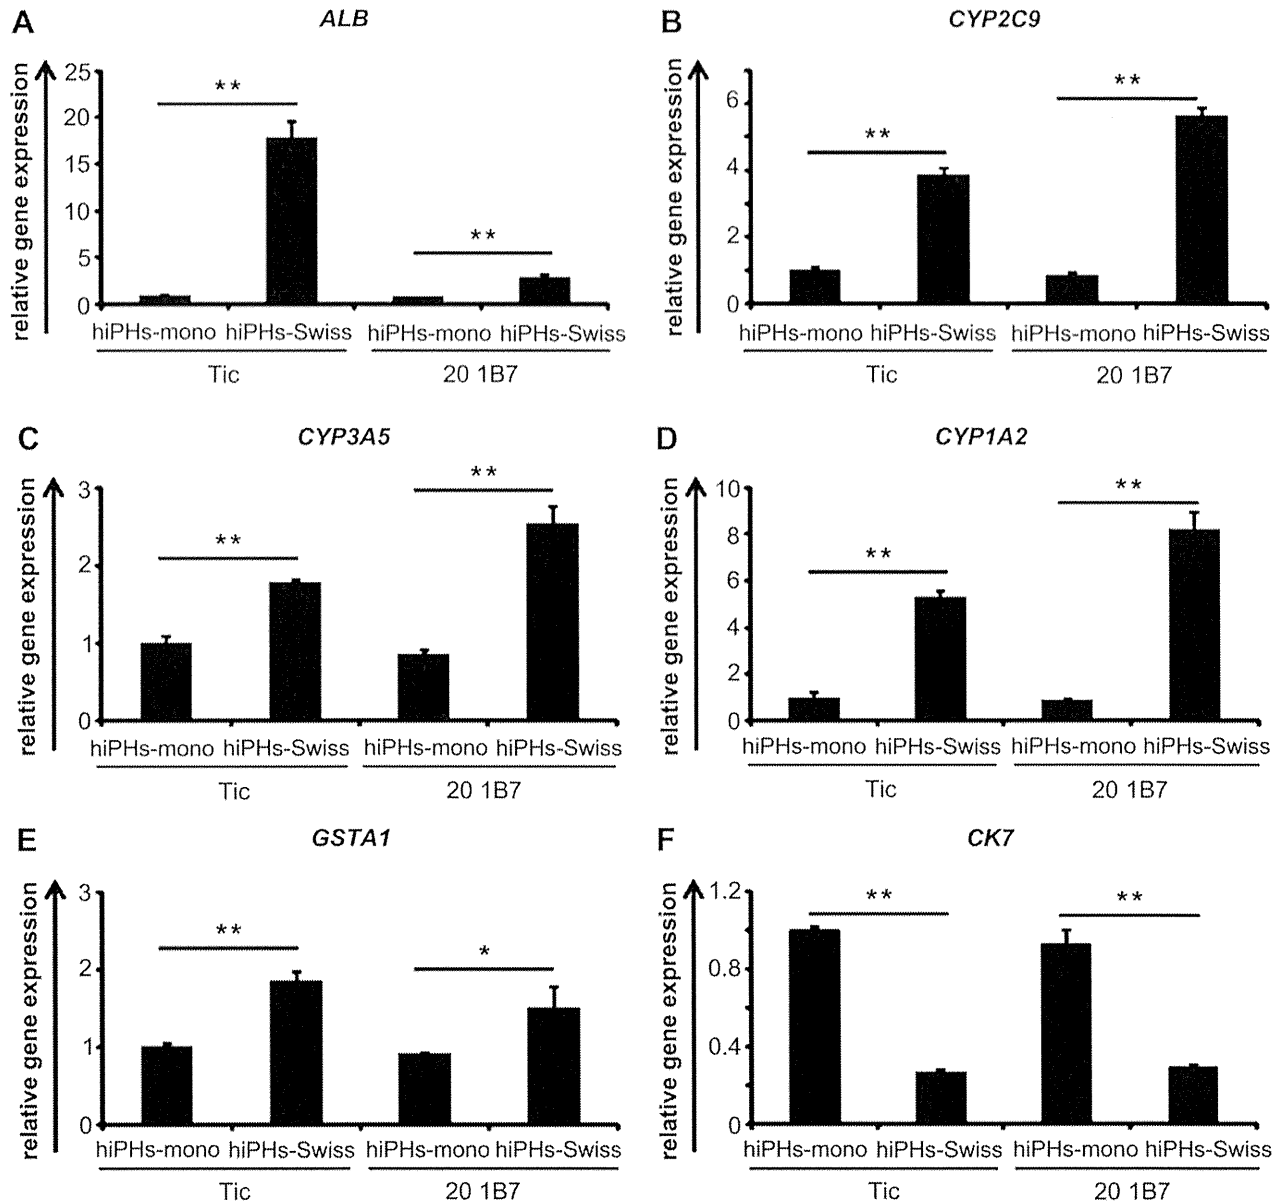 A
ALB
relative gene expression
25
20
15
10
5
0
**
**
hiPHs-mono hiPHs-Swiss hiPHs-mono hiPHs-Swiss
Tic 20 1B7
B
CYP2C9
relative gene expression
6
4
2
0
**
**
hiPHs-mono hiPHs-Swiss hiPHs-mono hiPHs-Swiss
Tic 20 1B7
C
CYP3A5
relative gene expression
3
2
1
0
**
**
hiPHs-mono hiPHs-Swiss hiPHs-mono hiPHs-Swiss
Tic 20 1B7
D
CYP1A2
relative gene expression
10
8
6
4
2
0
**
**
hiPHs-mono hiPHs-Swiss hiPHs-mono hiPHs-Swiss
Tic 20 1B7
E
GSTA1
relative gene expression
3
2
1
0
**
*
hiPHs-mono hiPHs-Swiss hiPHs-mono hiPHs-Swiss
Tic 20 1B7
F
CK7
relative gene expression
1.2
0.8
0.4
0
**
**
hiPHs-mono hiPHs-Swiss hiPHs-mono hiPHs-Swiss
Tic 20 1B7